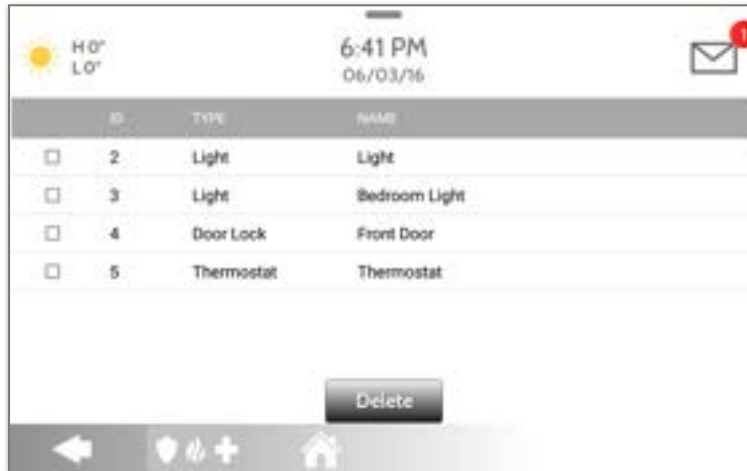 H 0°
L 0°
6:41 PM
06/03/16
1
ID TYPE NAME
2 Light Light
3 Light Bedroom Light
4 Door Lock Front Door
5 Thermostat Thermostat
Delete